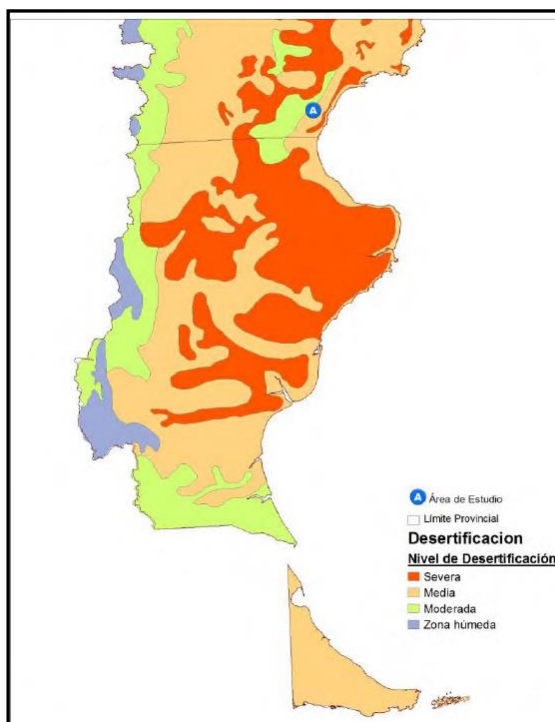 A
A Área de Estudio
Límite Provincial
Desertificacion
Nivel de Desertificación
Severa
Media
Moderada
Zona húmeda